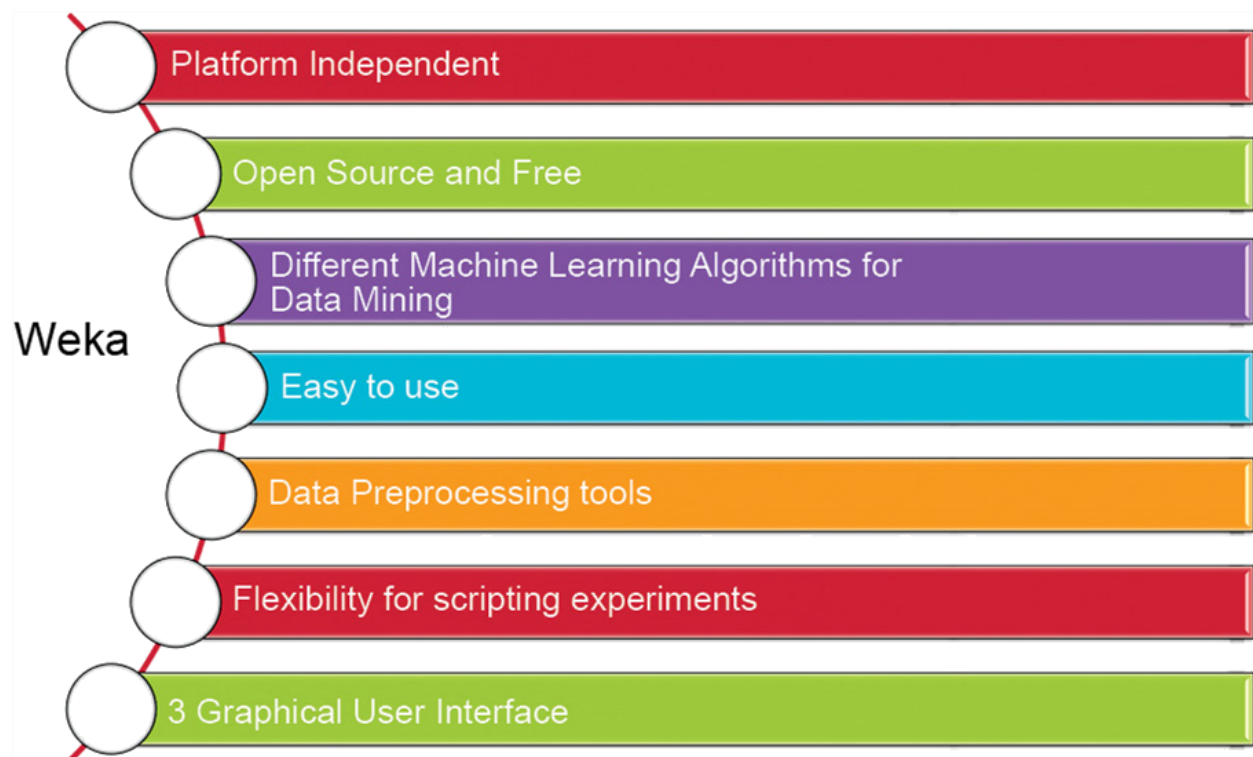 Platform Independent
Open Source and Free
Different Machine Learning Algorithms for
Data Mining
Weka
Easy to use
Data Preprocessing tools
Flexibility for scripting experiments
3 Graphical User Interface